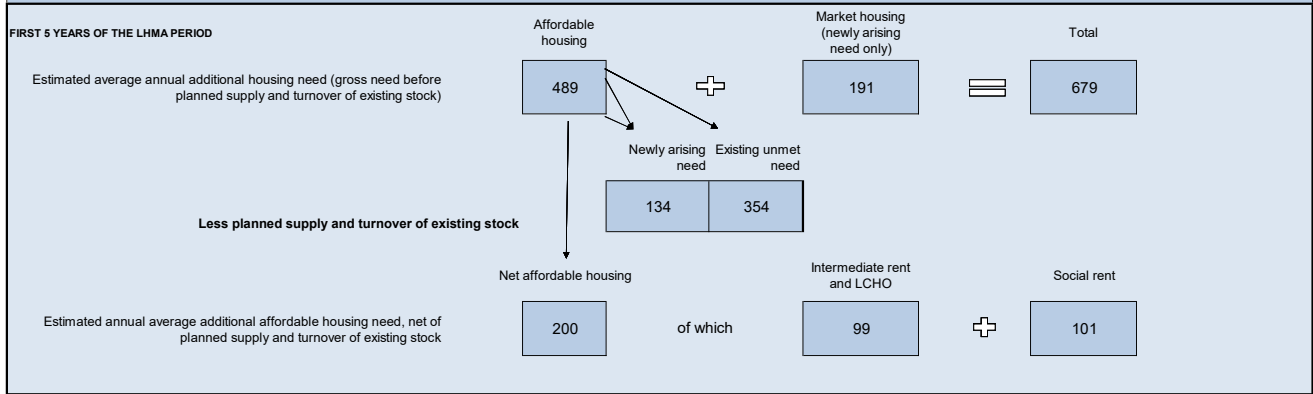 FIRST 5 YEARS OF THE LHMA PERIOD
Affordable
housing
Market housing
(newly arising
need only)
Total
Estimated average annual additional housing need (gross need before
planned supply and turnover of existing stock)
489
191
679
Newly arising
need
Existing unmet
need
134
354
Less planned supply and turnover of existing stock
Net affordable housing
Intermediate rent
and LCHO
Social rent
Estimated annual average additional affordable housing need, net of
planned supply and turnover of existing stock
200
of which
99
101